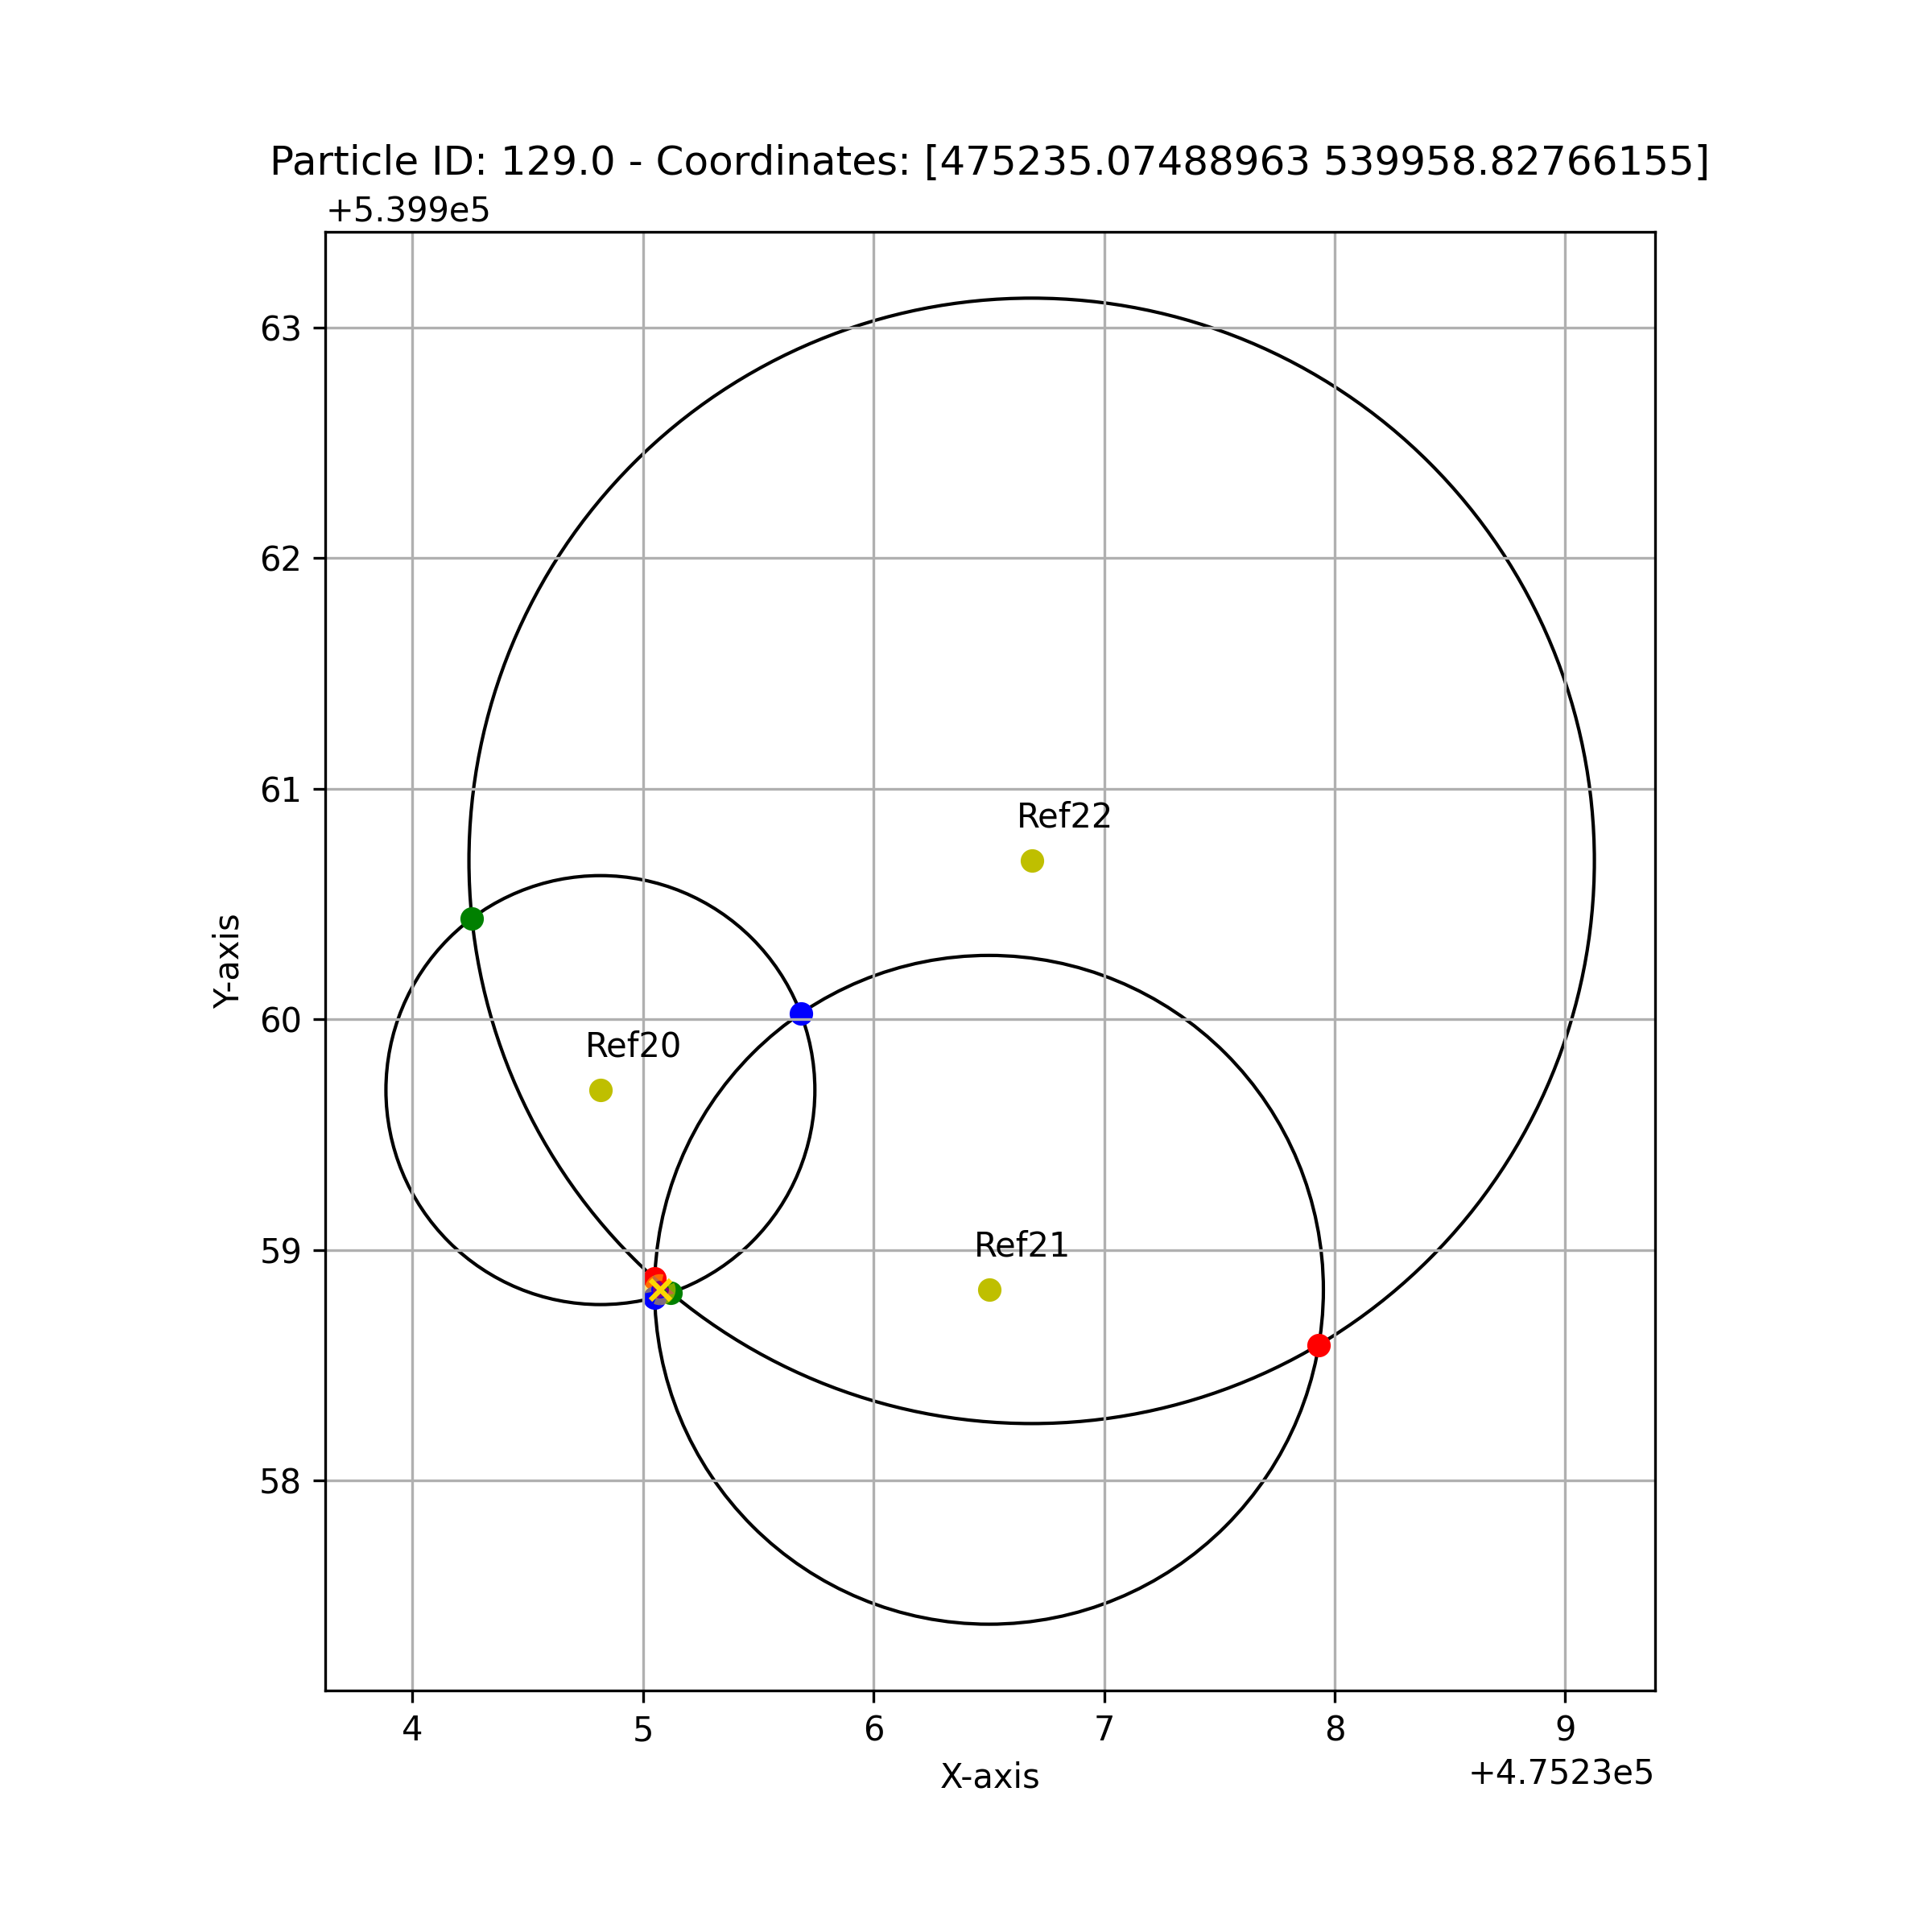 Particle ID: 129.0 - Coordinates: [475235.07488963 539958.82766155]
+5.399e5
63
62
61
60
59
58
Y-axis
Ref22
Ref20
Ref21
4 5 6 7 8 9
X-axis
+4.7523e5